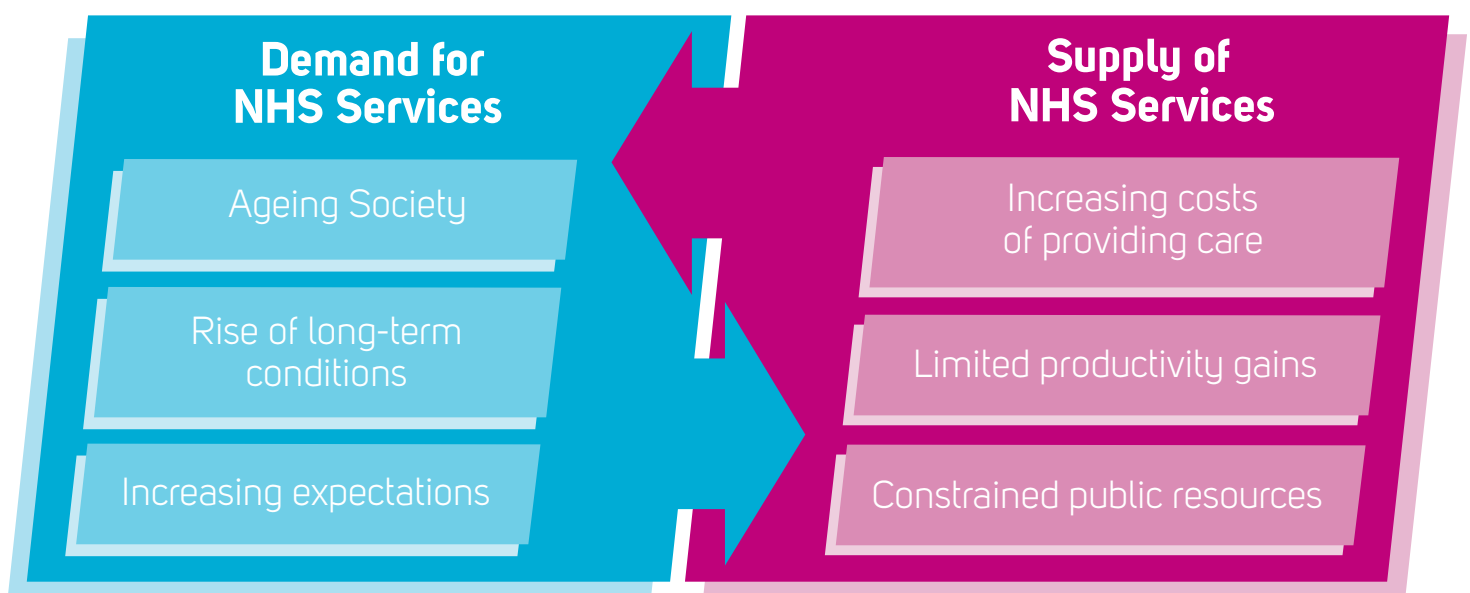 Demand for
NHS Services
Ageing Society
Rise of long-term
conditions
Increasing expectations
Supply of
NHS Services
Increasing costs
of providing care
Limited productivity gains
Constrained public resources